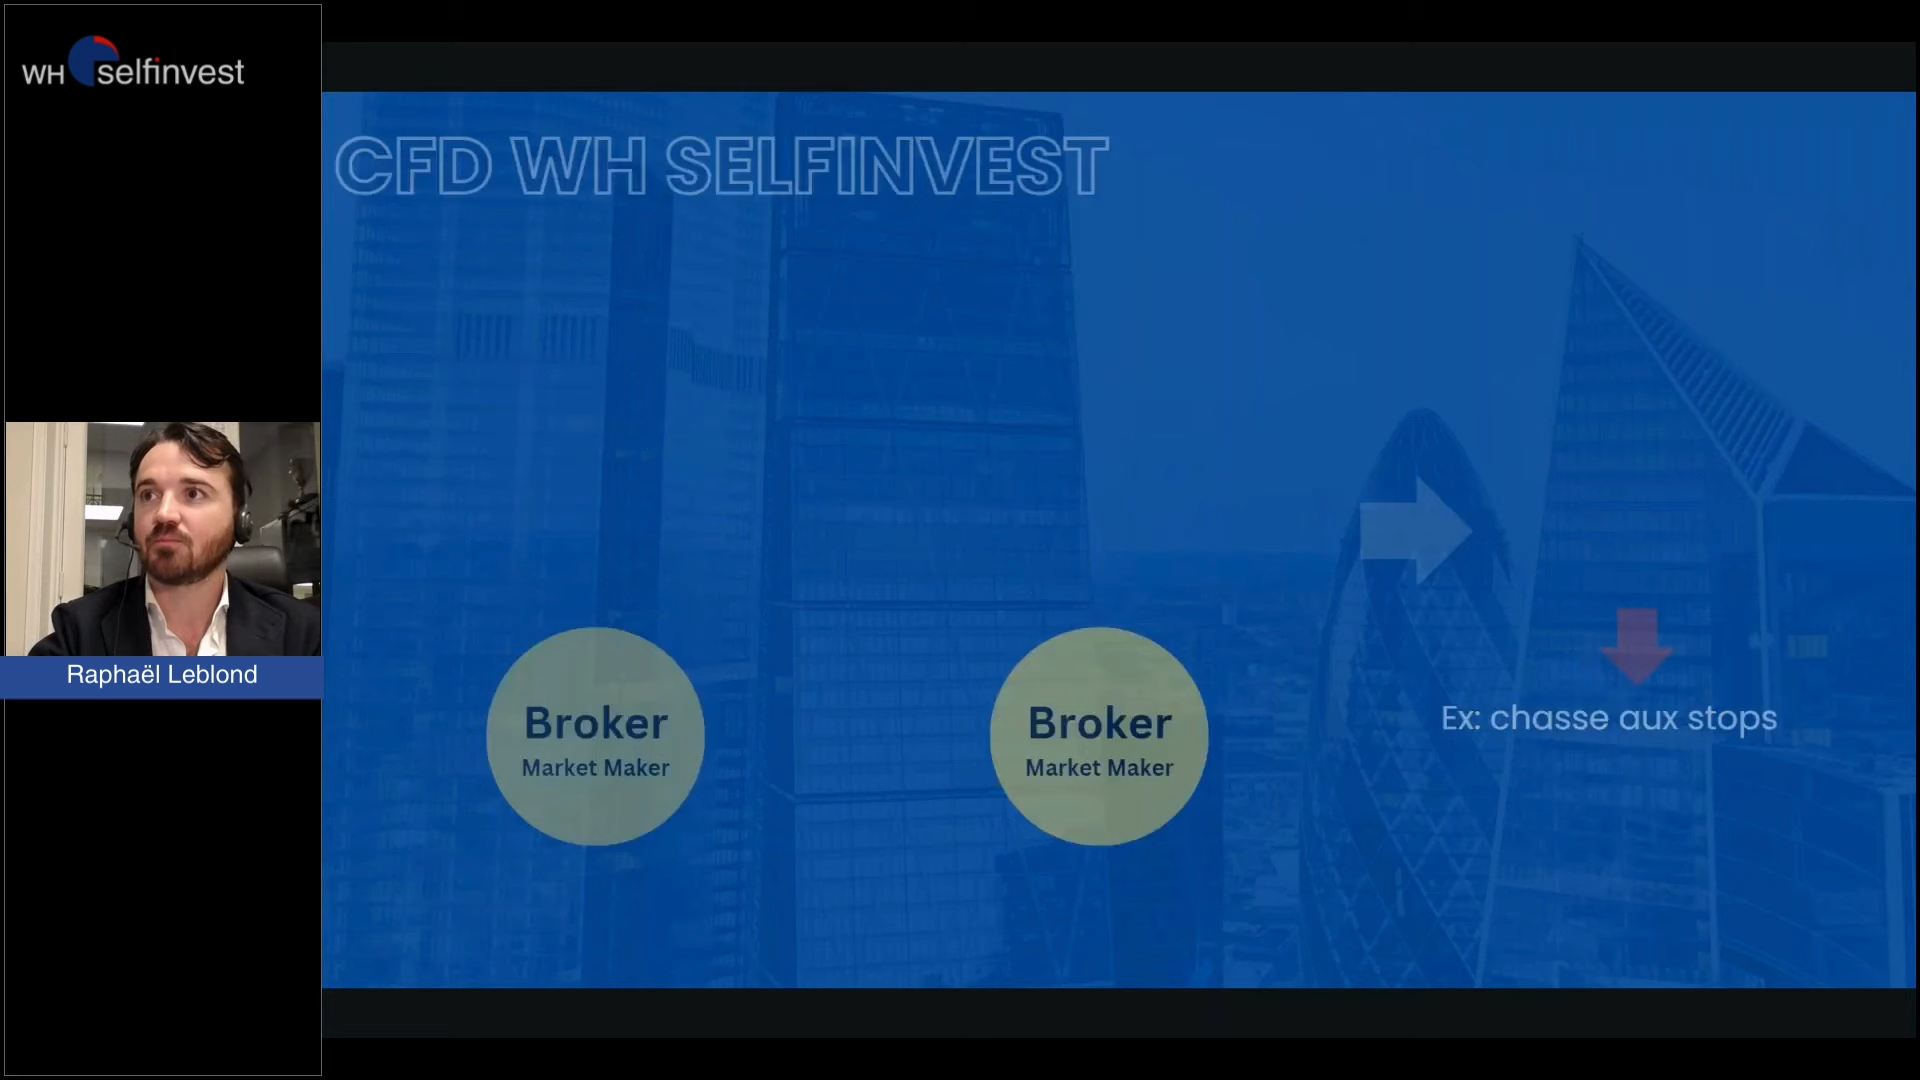 WH selfinvest
CFD WH SELFINVEST
Raphaël Leblond
Broker
Market Maker
Broker
Market Maker
Ex: chasse aux stops